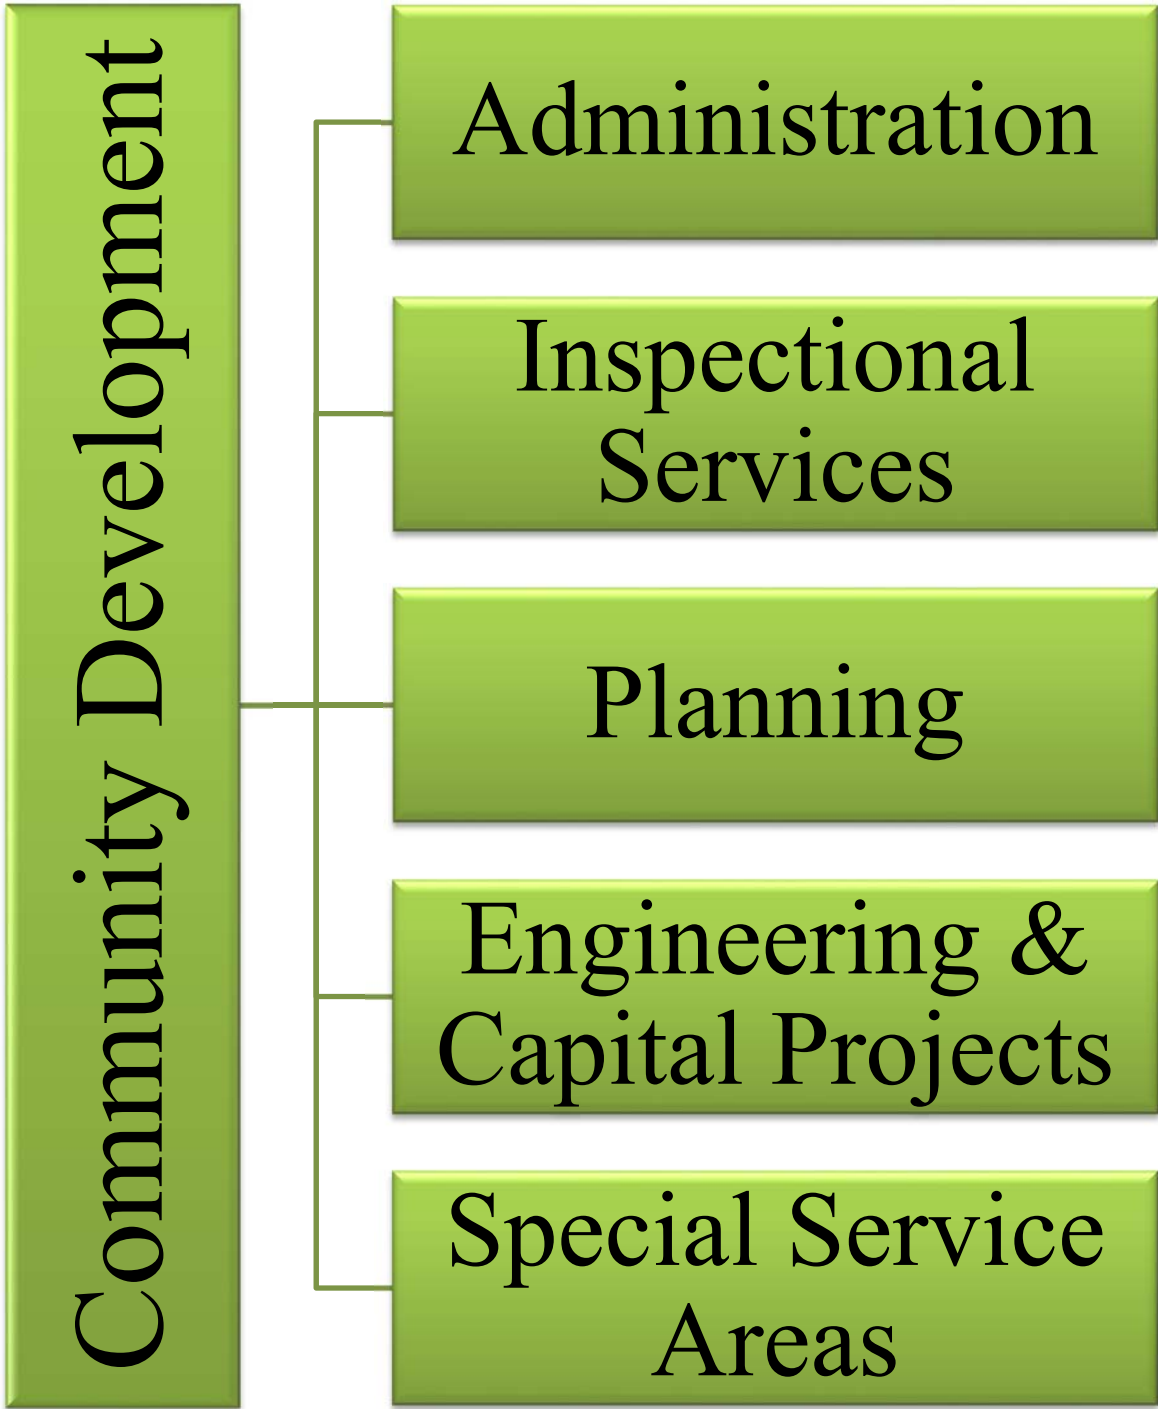 Community Development
Administration
Inspectional
Services
Planning
Engineering &
Capital Projects
Special Service
Areas